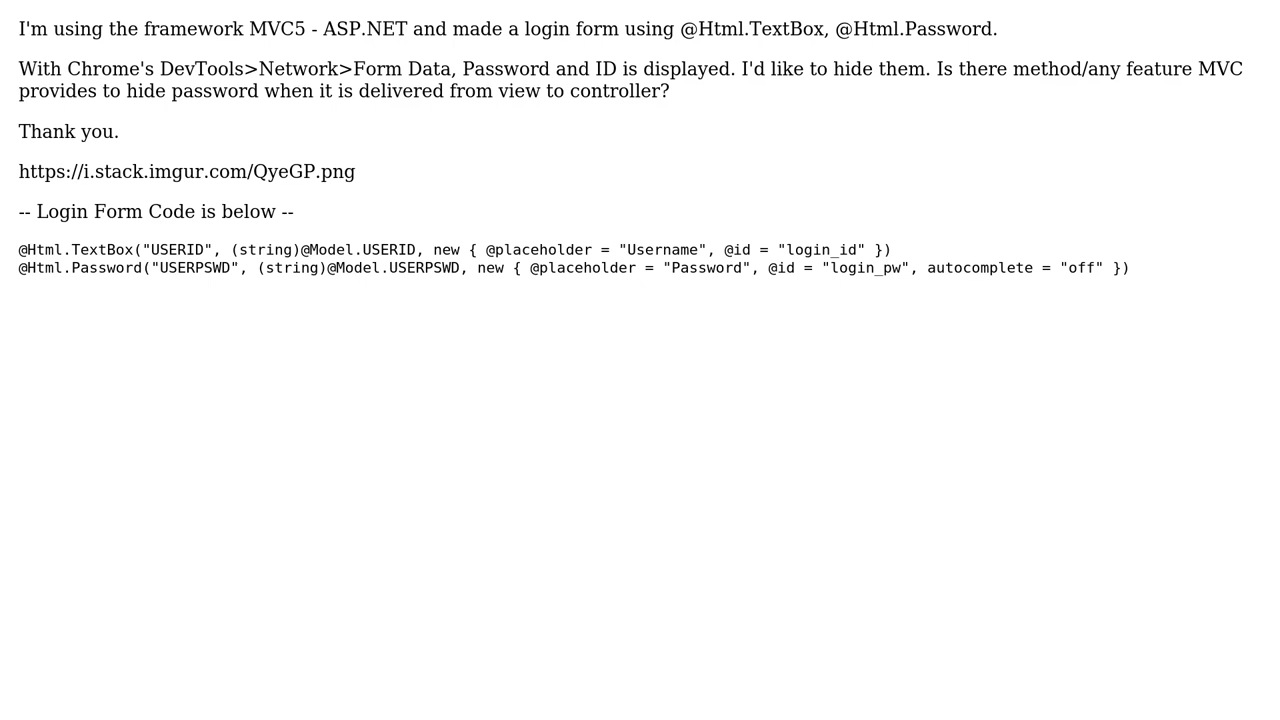 I'm using the framework MVC5 - ASP.NET and made a login form using @Html.TextBox, @Html.Password.
With Chrome's DevTools>Network>Form Data, Password and ID is displayed. I'd like to hide them. Is there method/any feature MVC
provides to hide password when it is delivered from view to controller?
Thank you.
https://i.stack.imgur.com/QyeGP.png
-- Login Form Code is below --
@Html.TextBox("USERID", (string)@Model.USERID, new { @placeholder = "Username", @id = "login_id" })
@Html.Password("USERPSWD", (string)@Model.USERPSWD, new { @placeholder = "Password", @id = "login_pw", autocomplete = "off" })